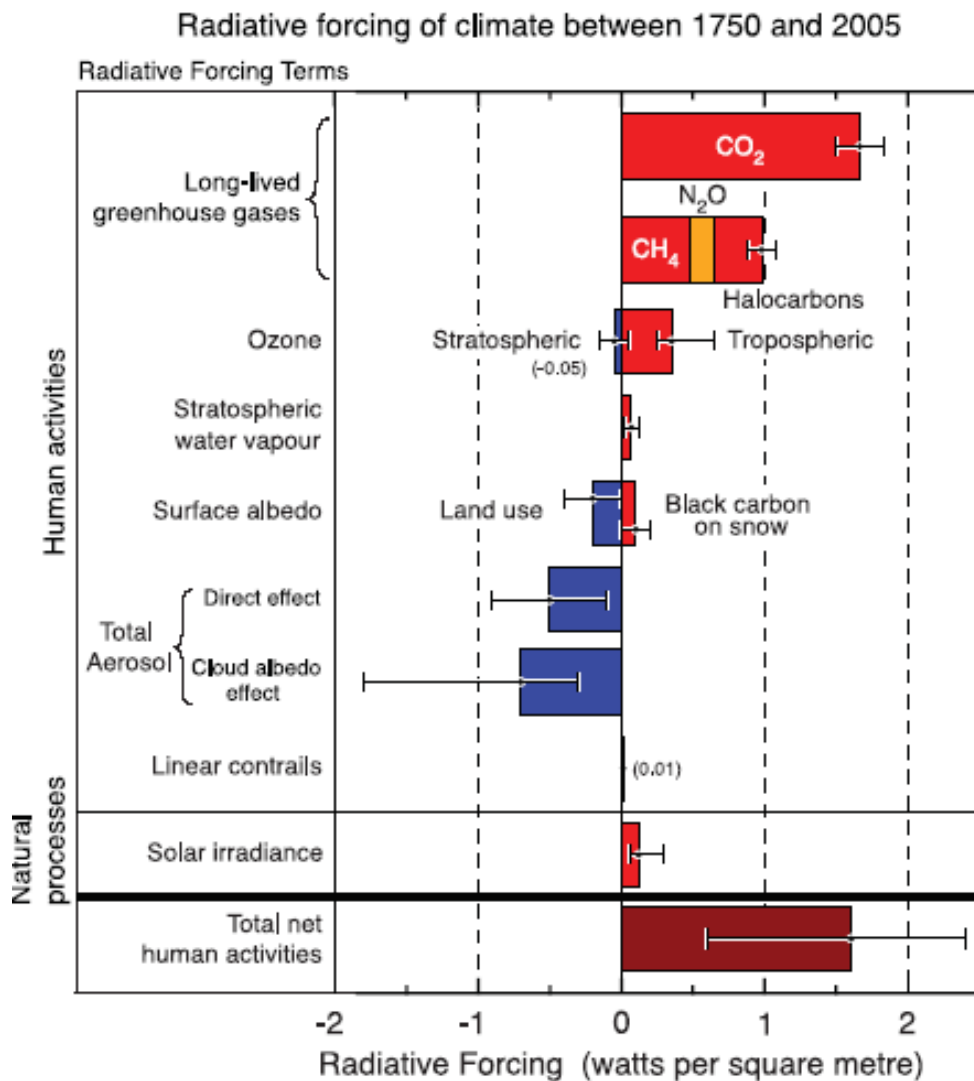 Radiative forcing of climate between 1750 and 2005
Radiative Forcing Terms
Human activities
Long-lived
greenhouse gases
CO₂
N₂O
CH₄
Halocarbons
Ozone
Stratospheric
(-0.05)
Tropospheric
Stratospheric
water vapour
Surface albedo
Land use
Black carbon
on snow
Total
Aerosol
Direct effect
Cloud albedo
effect
Linear contrails
(0.01)
Natural
processes
Solar irradiance
Total net
human activities
-2 -1 0 1 2
Radiative Forcing (watts per square metre)